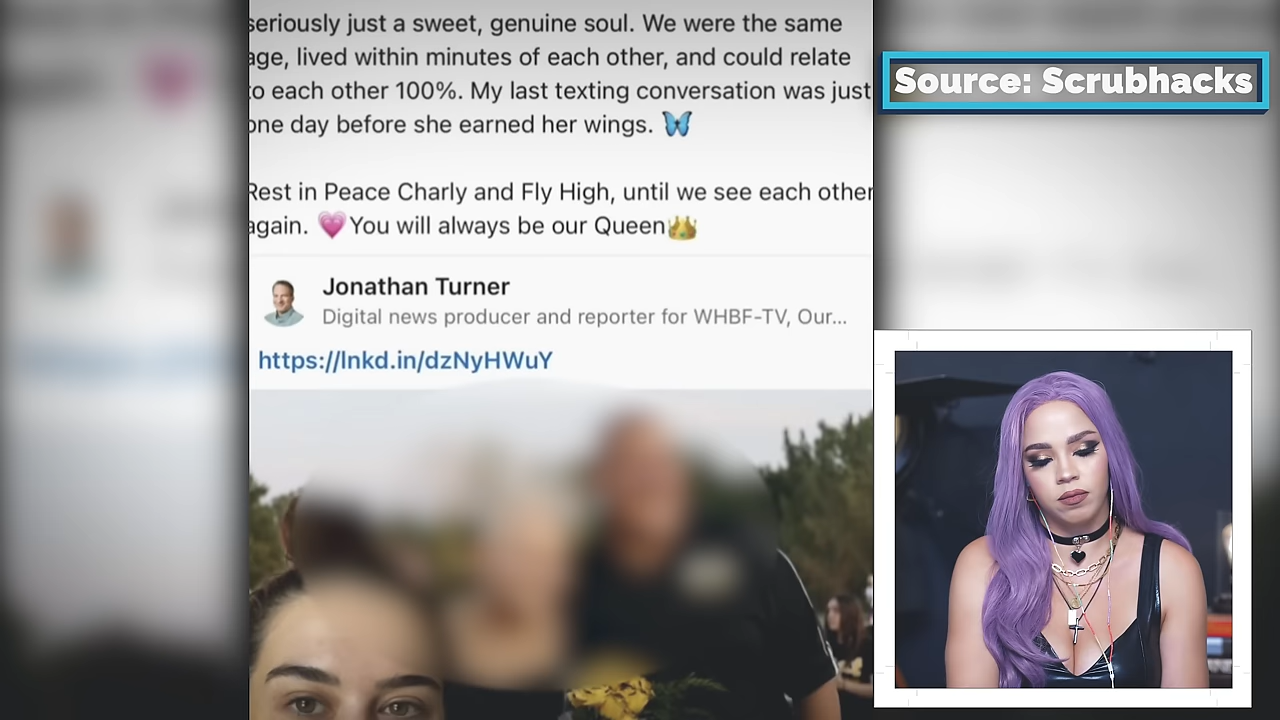 seriously just a sweet, genuine soul. We were the same
age, lived within minutes of each other, and could relate
to each other 100%. My last texting conversation was just
one day before she earned her wings. 🦋
Rest in Peace Charly and Fly High, until we see each other
again. 💗You will always be our Queen👑
Jonathan Turner
Digital news producer and reporter for WHBF-TV, Our...
https://lnkd.in/dzNyHWuY
Source: Scrubhacks